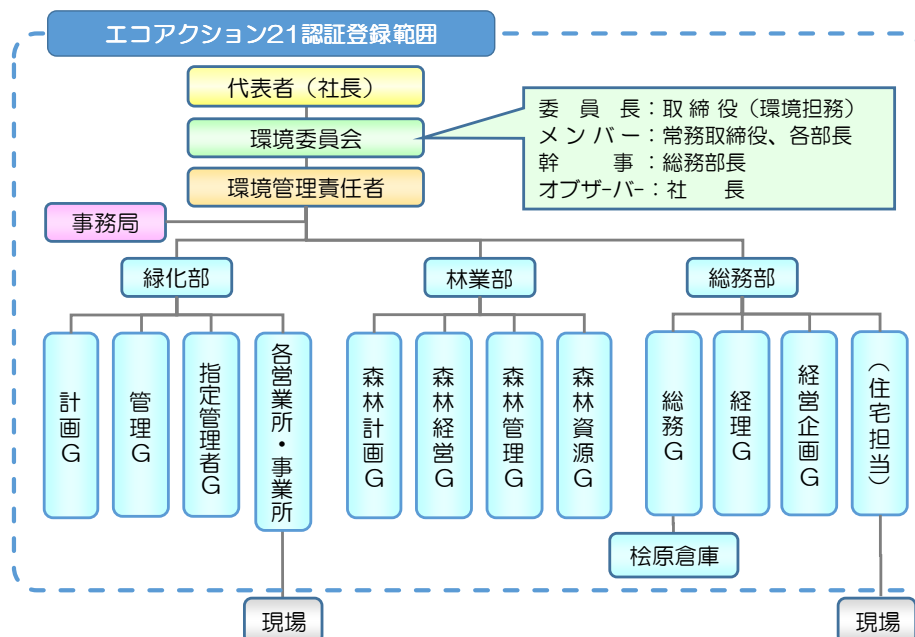 エコアクション21認証登録範囲
代表者（社長）
環境委員会
環境管理責任者
委員長：取締役（環境担務）
メンバー：常務取締役、各部長
幹事：総務部長
オブザーバー：社長
事務局
緑化部
林業部
総務部
計画G
管理G
指定管理者G
各営業所・事業所
森林計画G
森林経営G
森林管理G
森林資源G
総務G
経理G
経営企画G
（住宅担当）
桧原倉庫
現場
現場